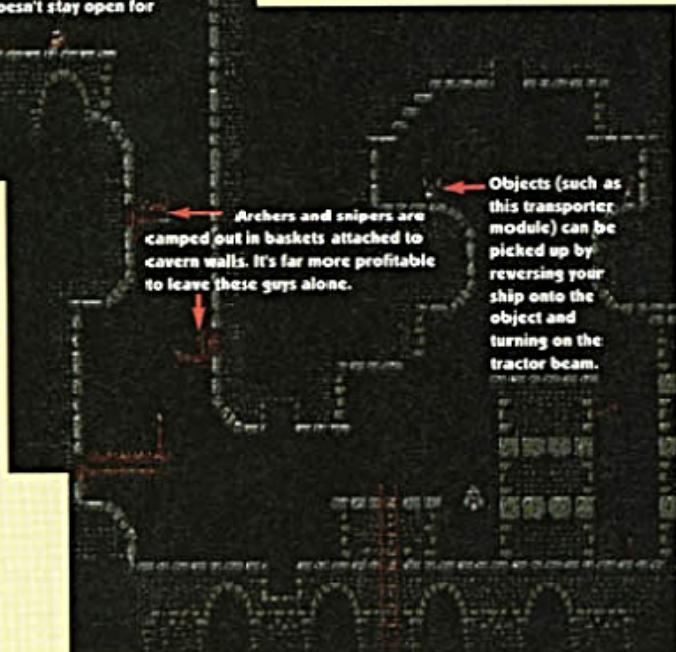 oesn't stay open for
Archers and snipers are
camped out in baskets attached to
cavern walls. It's far more profitable
to leave these guys alone.
Objects (such as
this transporter
module) can be
picked up by
reversing your
ship onto the
object and
turning on the
tractor beam.